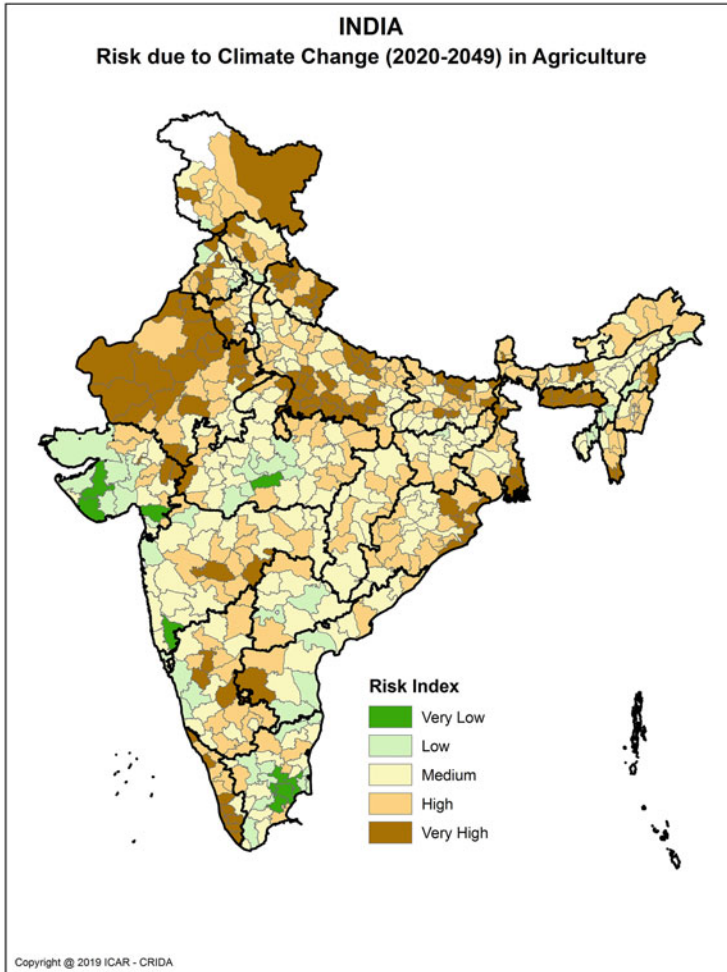 INDIA
Risk due to Climate Change (2020-2049) in Agriculture
Risk Index
Very Low
Low
Medium
High
Very High
Copyright @ 2019 ICAR - CRIDA